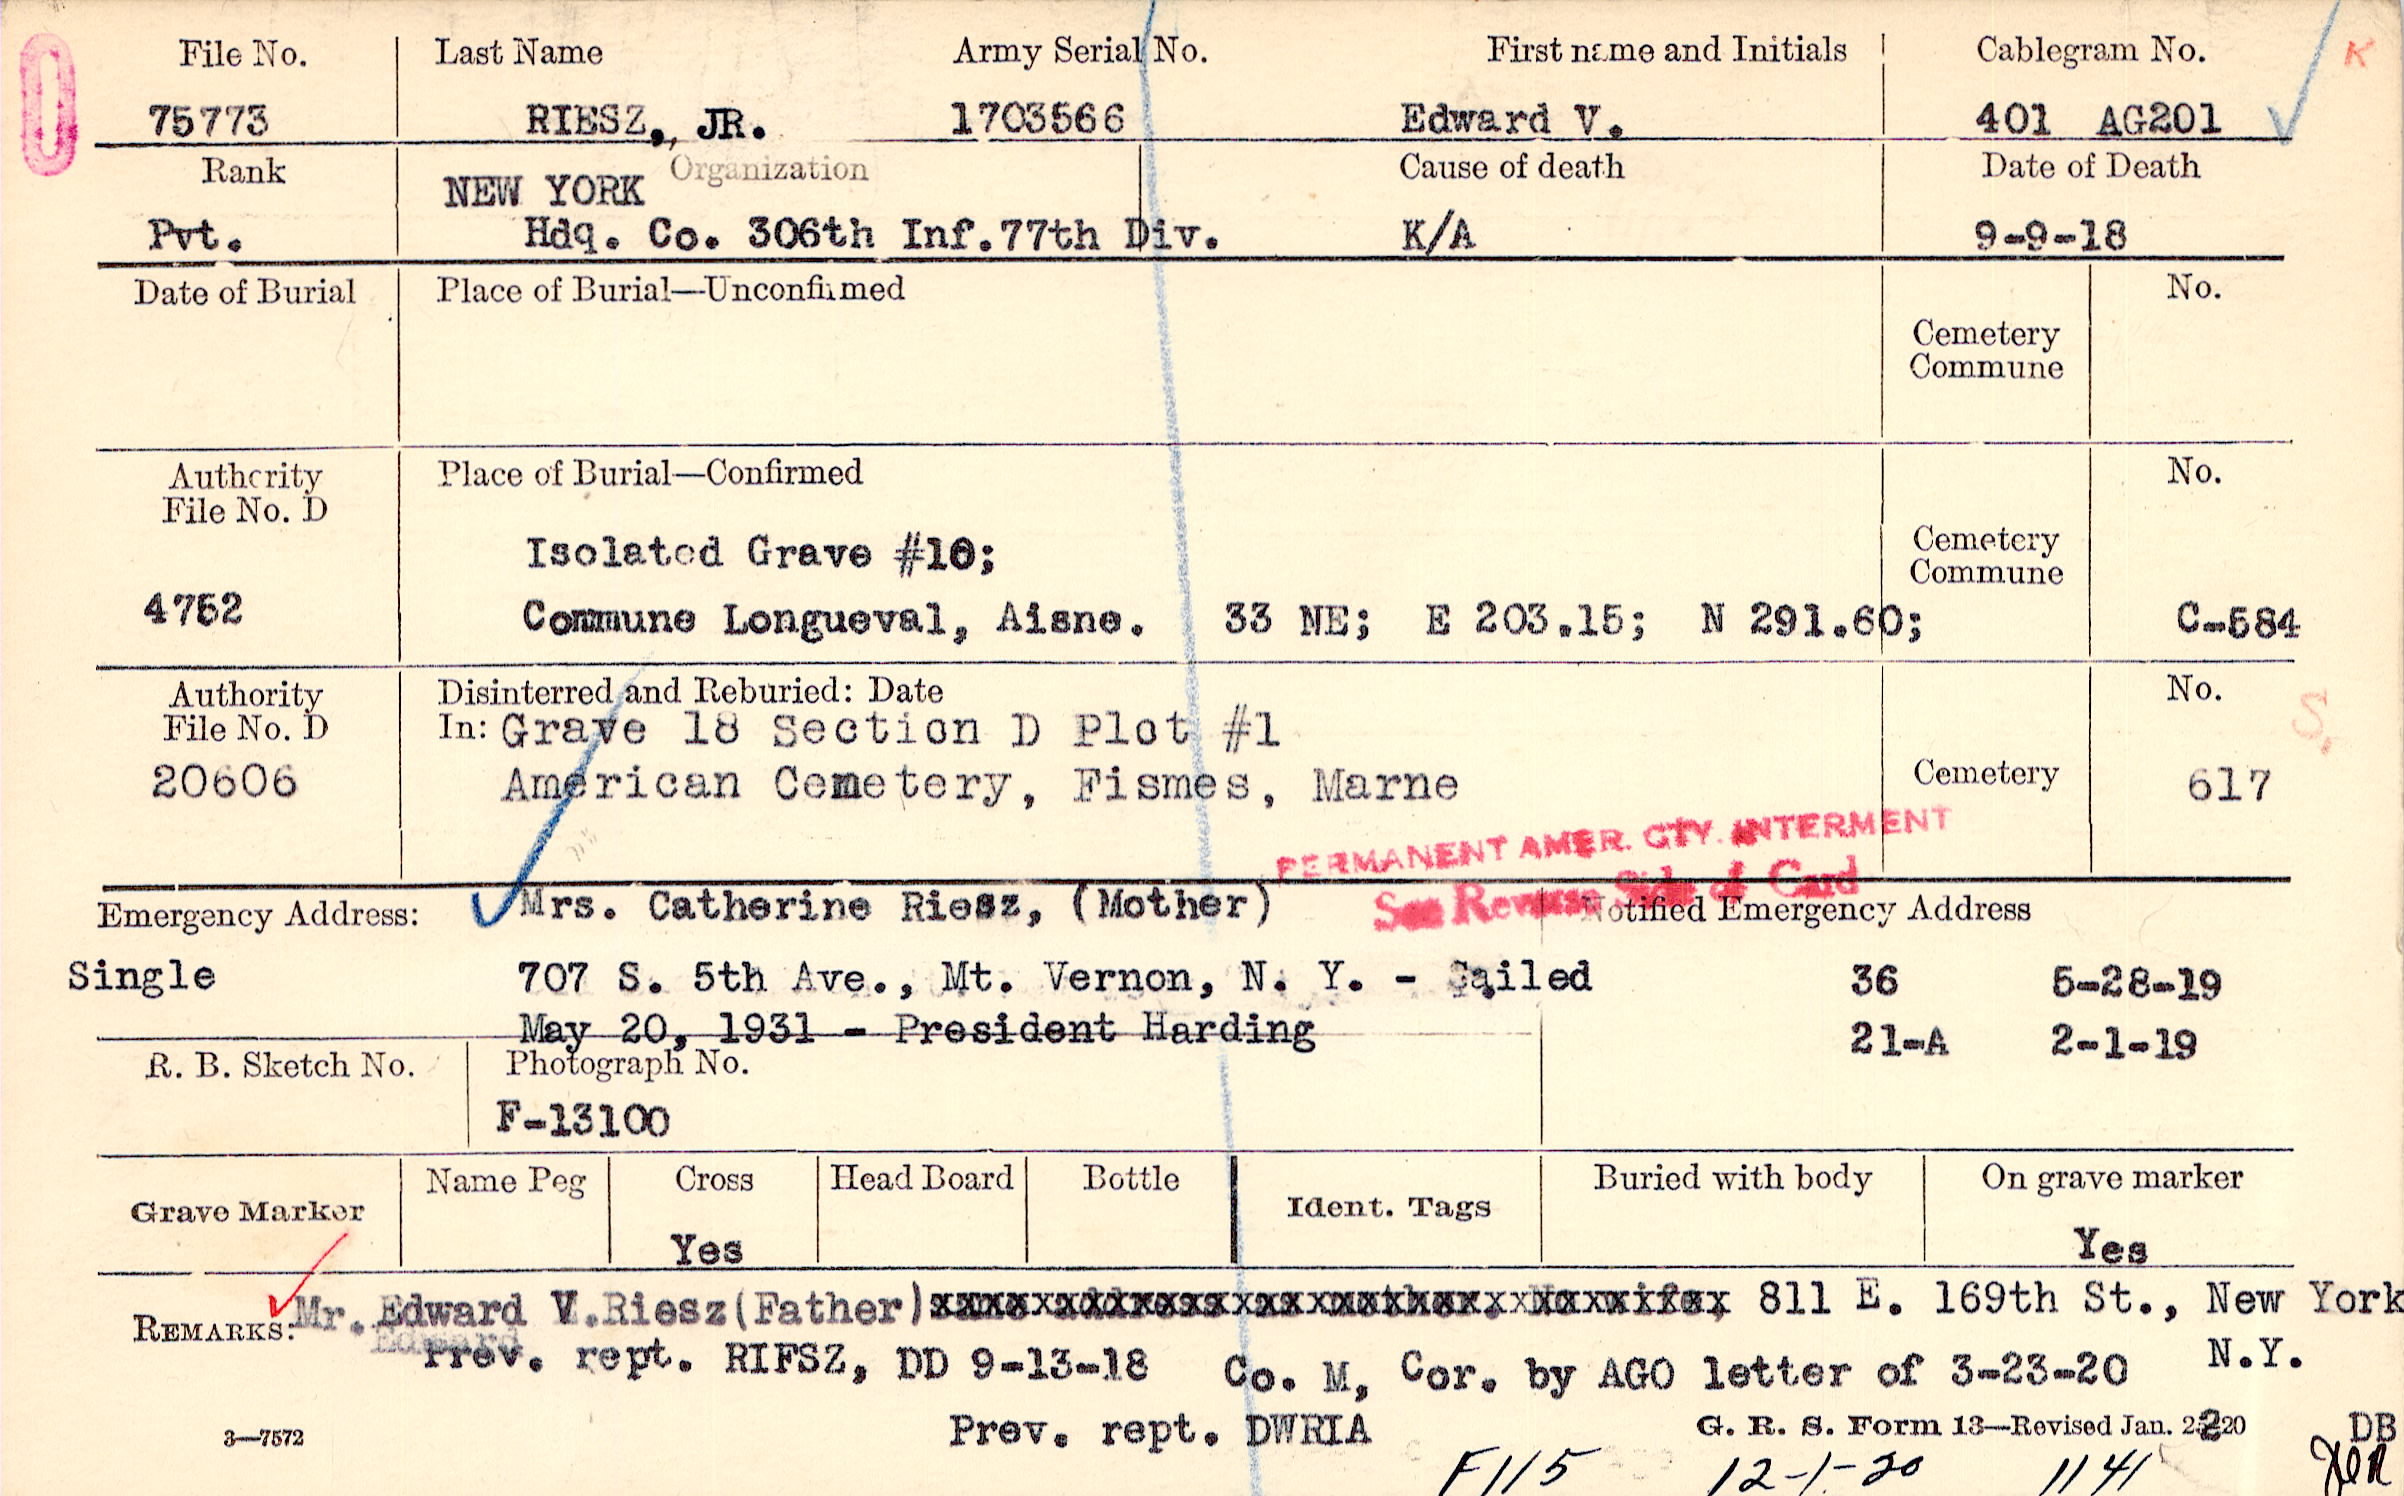 File No. Last Name Army Serial No. First name and Initials Cablegram No. K
75773 RIESZ, JR. 1703566 Edward V. 401 AG201
Rank Organization Cause of death Date of Death
NEW YORK
Pvt. Hdq. Co. 306th Inf. 77th Div. K/A 9-9-18
Date of Burial Place of Burial—Unconfirmed No.
Cemetery
Commune
Authority Place of Burial—Confirmed No.
File No. D
Isolated Grave #10; Cemetery
Commune
4752 Commune Longueval, Aisne. 33 NE; E 203.15; N 291.60; C-584
Authority Disinterred and Reburied: Date No.
File No. D In: Grave 18 Section D Plot #1 S.
20606 American Cemetery, Fismes, Marne Cemetery 617
PERMANENT AMER. CTY. INTERMENT
See Reverse Side of Card
Emergency Address: Mrs. Catherine Riesz, (Mother) Notified Emergency Address
Single 707 S. 5th Ave., Mt. Vernon, N. Y. - Sailed 36 5-28-19
May 20, 1931 - President Harding 21-A 2-1-19
R. B. Sketch No. Photograph No.
F-13100
Grave Marker Name Peg Cross Head Board Bottle Ident. Tags Buried with body On grave marker
Yes Yes
REMARKS: Mr. Edward V. Riesz (Father) 811 E. 169th St., New York
Edward
Prev. rept. RIFSZ, DD 9-13-18 Co. M, Cor. by AGO letter of 3-23-20 N.Y.
Prev. rept. DWRIA
3—7572 G. R. S. Form 13—Revised Jan. 2 20 DB
F115 12-1-20 1141